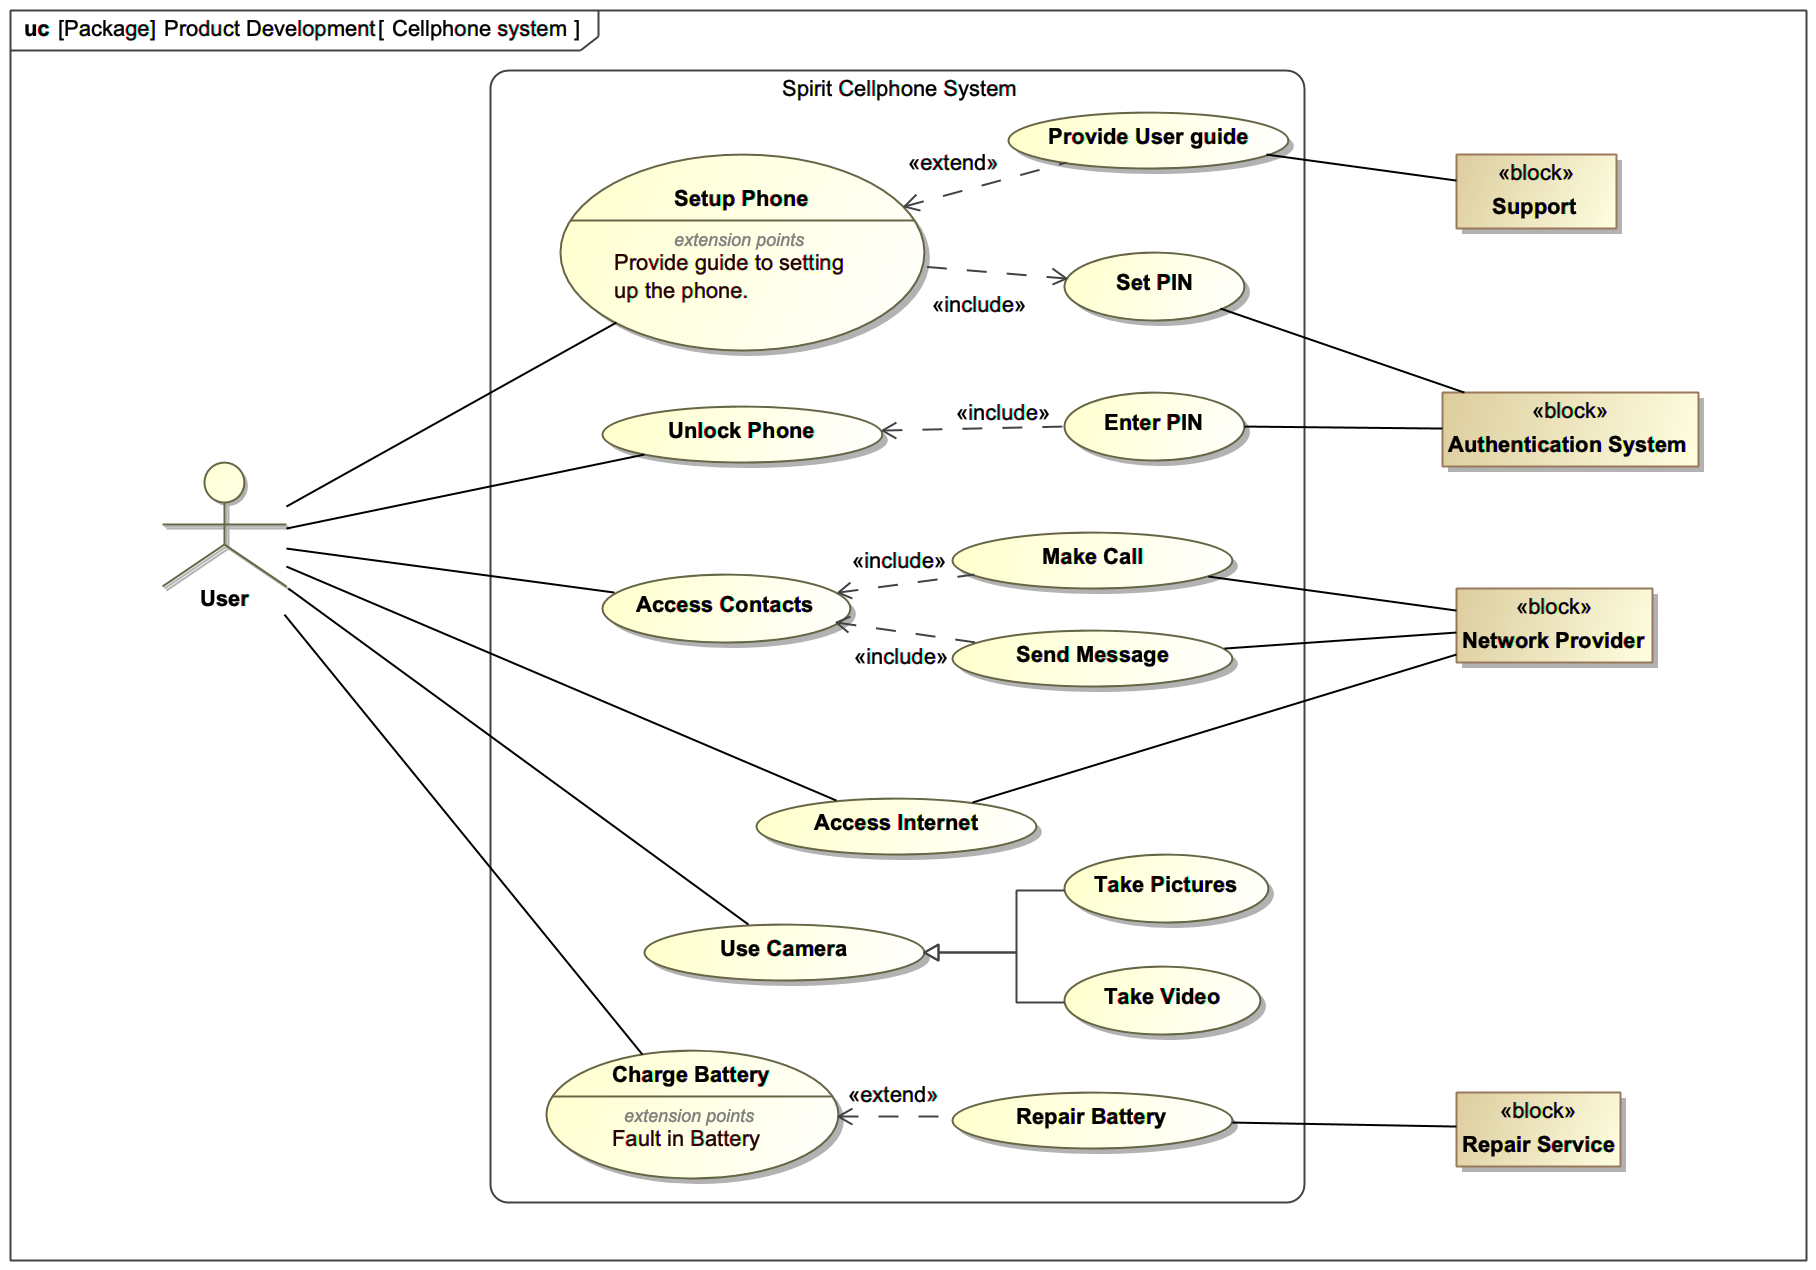 uc [Package] Product Development[ Cellphone system ]
Spirit Cellphone System
Provide User guide
«extend»
«block»
Support
Setup Phone
extension points
Provide guide to setting
up the phone.
Set PIN
«include»
«block»
Authentication System
Unlock Phone
«include»
Enter PIN
User
Make Call
«include»
Access Contacts
«include»
Send Message
«block»
Network Provider
Access Internet
Take Pictures
Use Camera
Take Video
Charge Battery
extension points
Fault in Battery
«extend»
Repair Battery
«block»
Repair Service